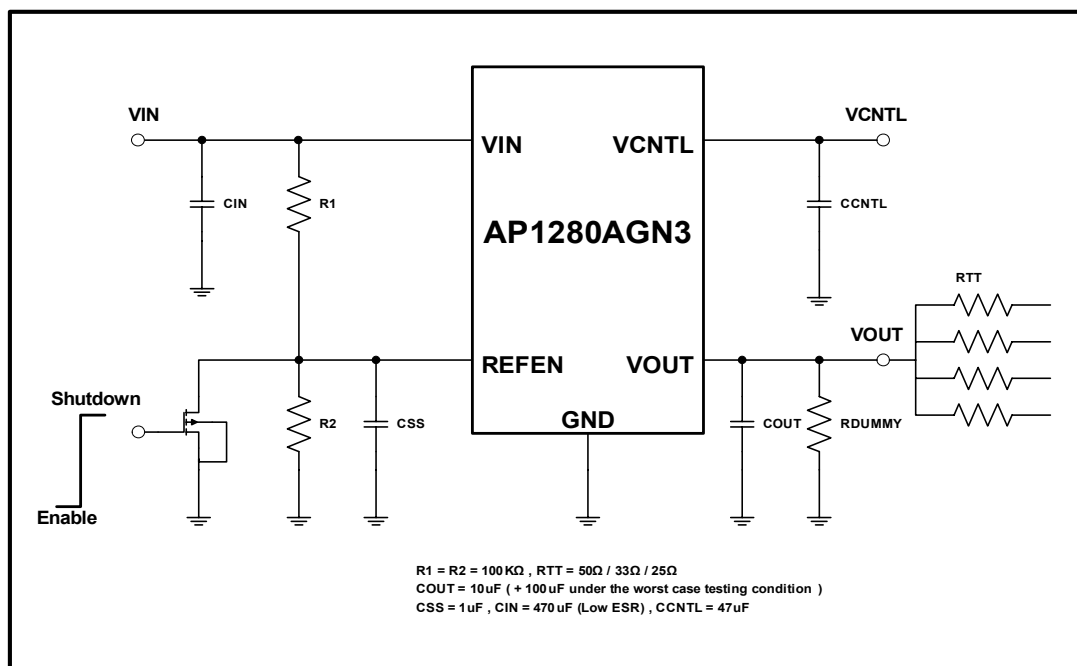 VIN
VCNTL
VIN
VCNTL
CIN
R1
CCNTL
AP1280AGN3
RTT
VOUT
REFEN
VOUT
Shutdown
R2
CSS
GND
COUT
RDUMMY
Enable
R1 = R2 = 100KΩ , RTT = 50Ω / 33Ω / 25Ω
COUT = 10uF ( + 100uF under the worst case testing condition )
CSS = 1uF , CIN = 470uF (Low ESR) , CCNTL = 47uF